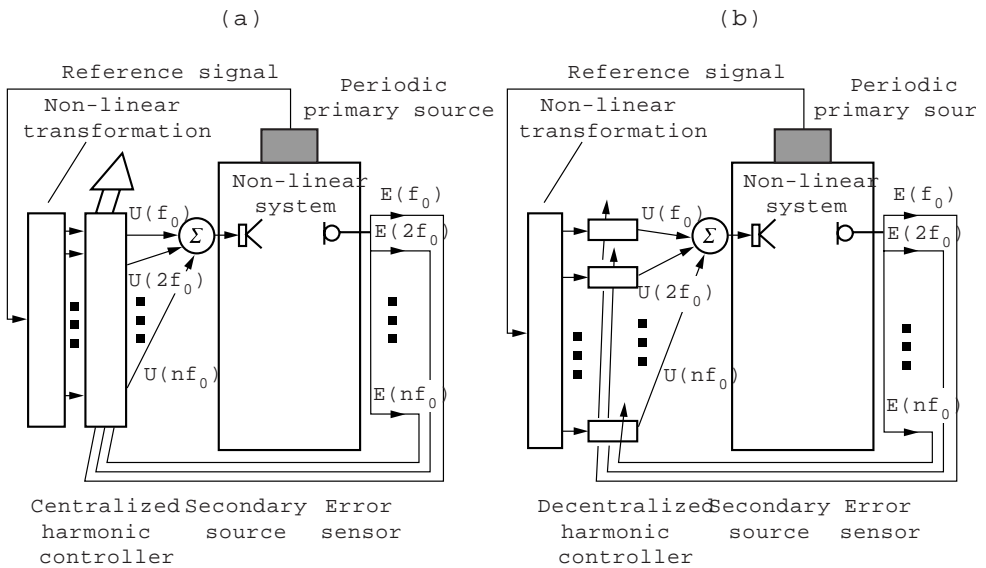 (a)
Reference signal
Non-linear
transformation
Periodic
primary source
Non-linear
system
U(f₀)
U(2f₀)
U(nf₀)
Σ
E(f₀)
E(2f₀)
E(nf₀)
Centralized
harmonic
controller
Secondary
source
Error
sensor
(b)
Reference signal
Non-linear
transformation
Periodic
primary sour
Non-linear
system
U(f₀)
U(2f₀)
U(nf₀)
Σ
E(f₀)
E(2f₀)
E(nf₀)
Decentralized
harmonic
controller
Secondary
source
Error
sensor